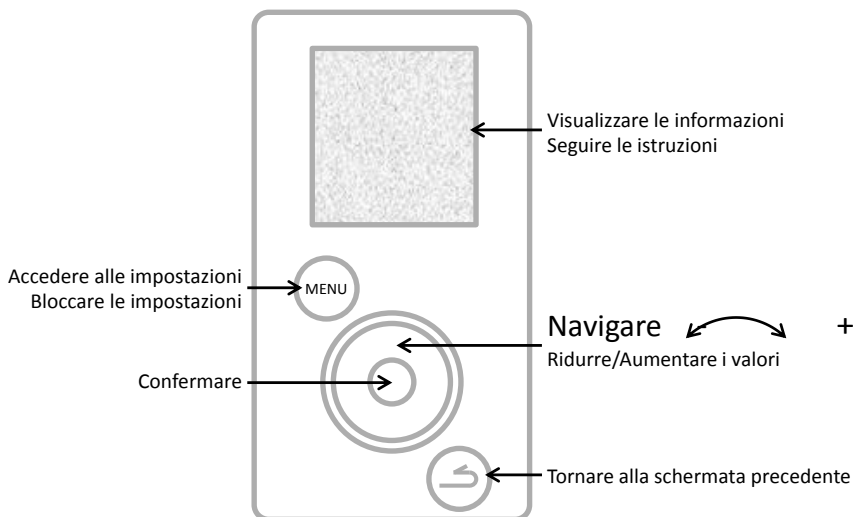 Visualizzare le informazioni
Seguire le istruzioni
Accedere alle impostazioni
Bloccare le impostazioni
MENU
Navigare - +
Ridurre/Aumentare i valori
Confermare
Tornare alla schermata precedente